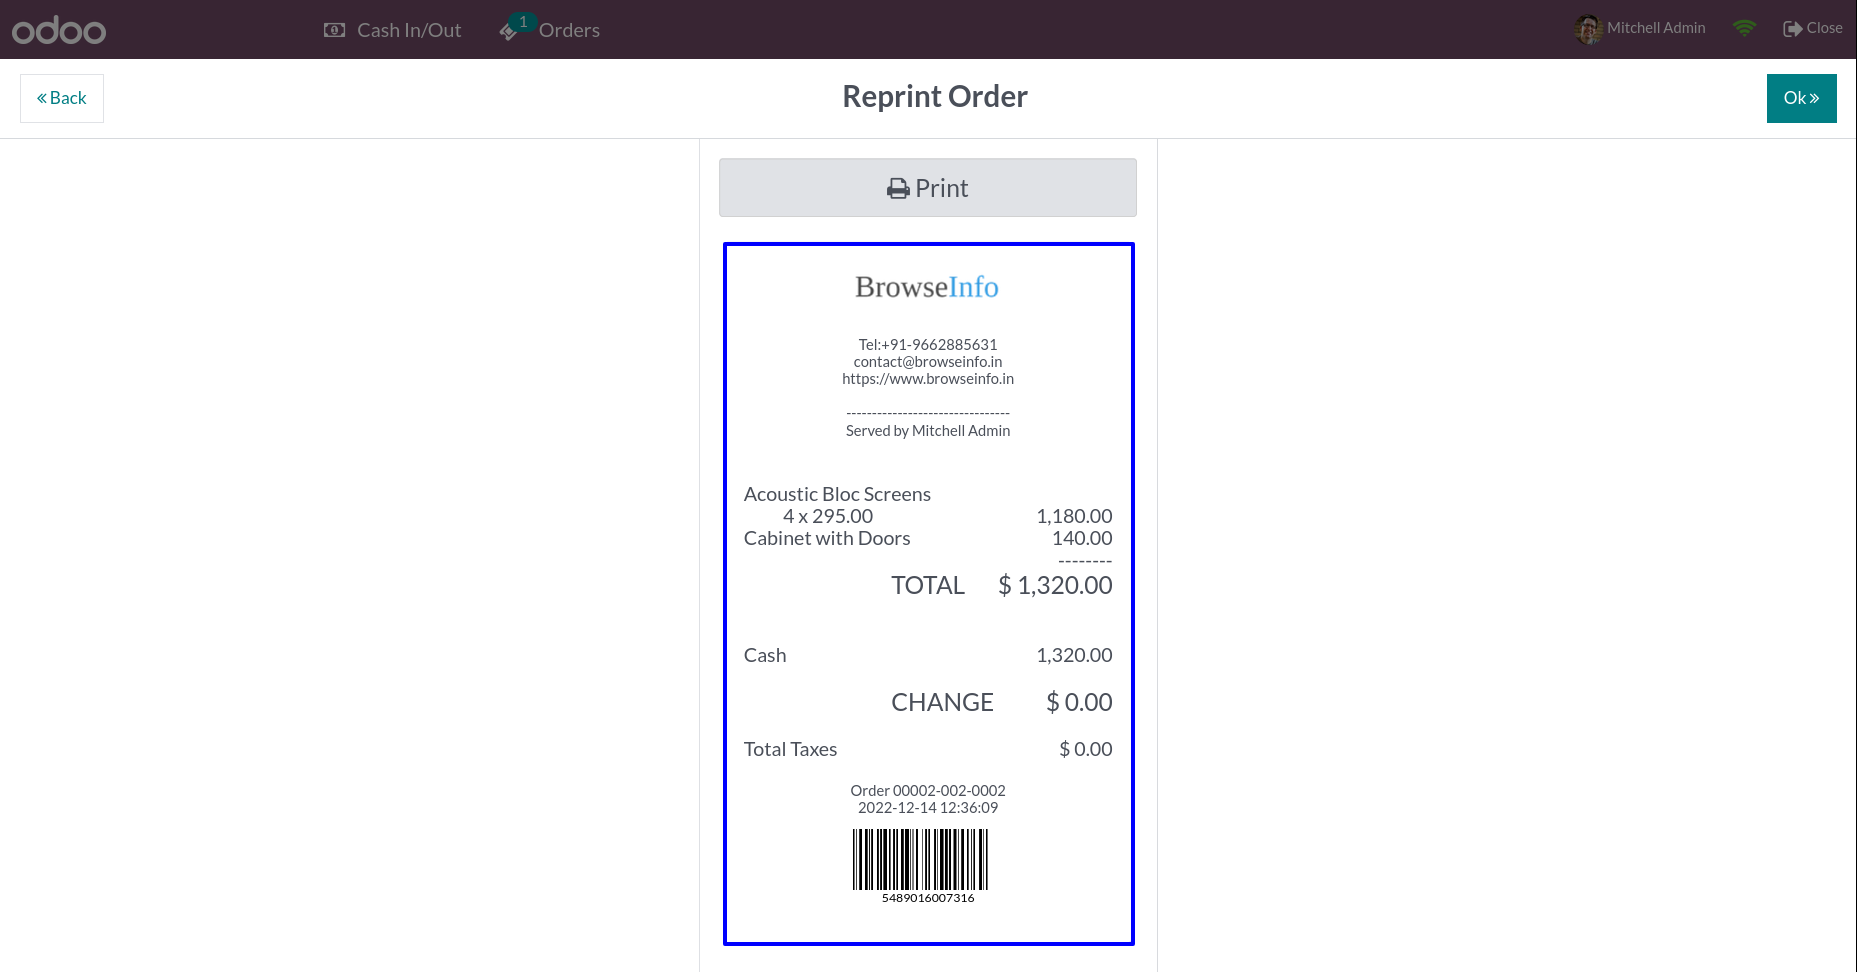 odoo
Cash In/Out
1
Orders
Mitchell Admin
Close
Back
Reprint Order
Ok
Print
BrowseInfo
Tel:+91-9662885631
contact@browseinfo.in
https://www.browseinfo.in
--------------------------------
Served by Mitchell Admin
Acoustic Bloc Screens
4 x 295.00 1,180.00
Cabinet with Doors 140.00
--------
TOTAL $ 1,320.00
Cash 1,320.00
CHANGE $ 0.00
Total Taxes $ 0.00
Order 00002-002-0002
2022-12-14 12:36:09
5489016007316